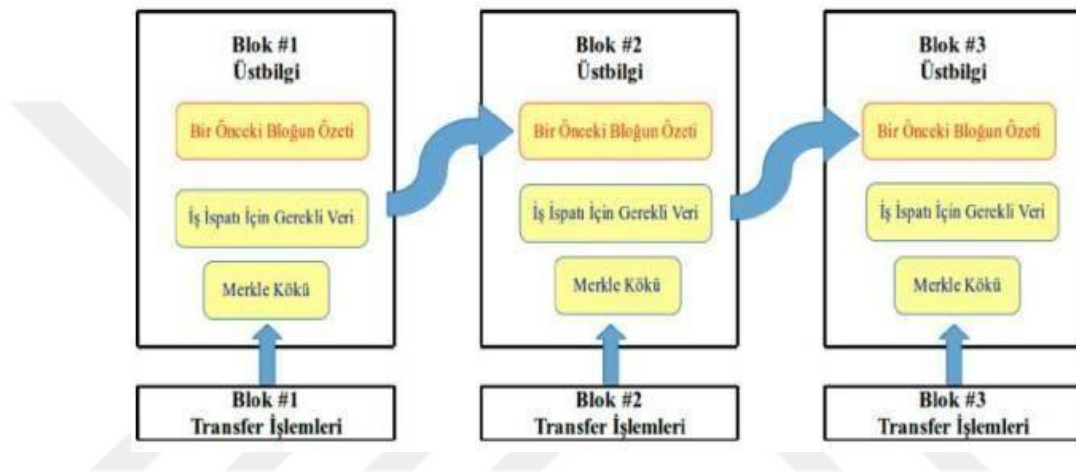 Blok #1
Üstbilgi
Bir Önceki Bloğun Özeti
İş İspatı İçin Gerekli Veri
Merkle Kökü
Blok #1
Transfer İşlemleri
Blok #2
Üstbilgi
Bir Önceki Bloğun Özeti
İş İspatı İçin Gerekli Veri
Merkle Kökü
Blok #2
Transfer İşlemleri
Blok #3
Üstbilgi
Bir Önceki Bloğun Özeti
İş İspatı İçin Gerekli Veri
Merkle Kökü
Blok #3
Transfer İşlemleri